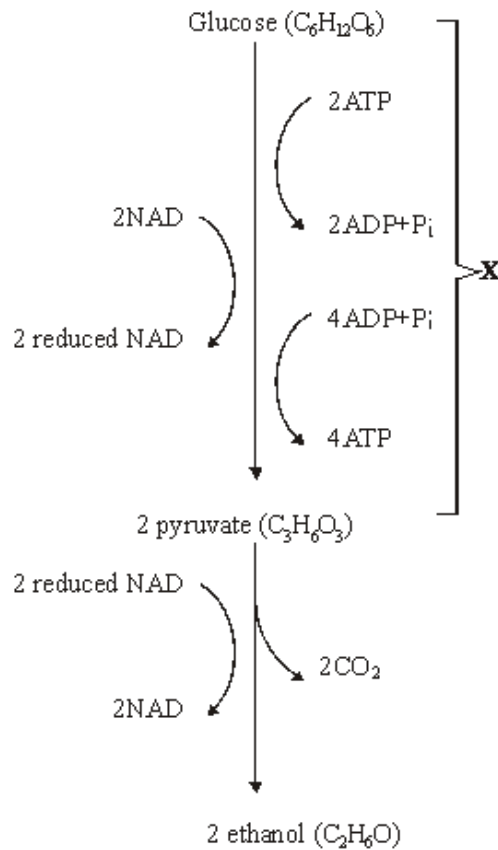 Glucose (C₆H₁₂O₆)
2ATP
2NAD
2ADP+Pᵢ
X
4ADP+Pᵢ
2 reduced NAD
4ATP
2 pyruvate (C₃H₆O₃)
2 reduced NAD
2CO₂
2NAD
2 ethanol (C₂H₆O)